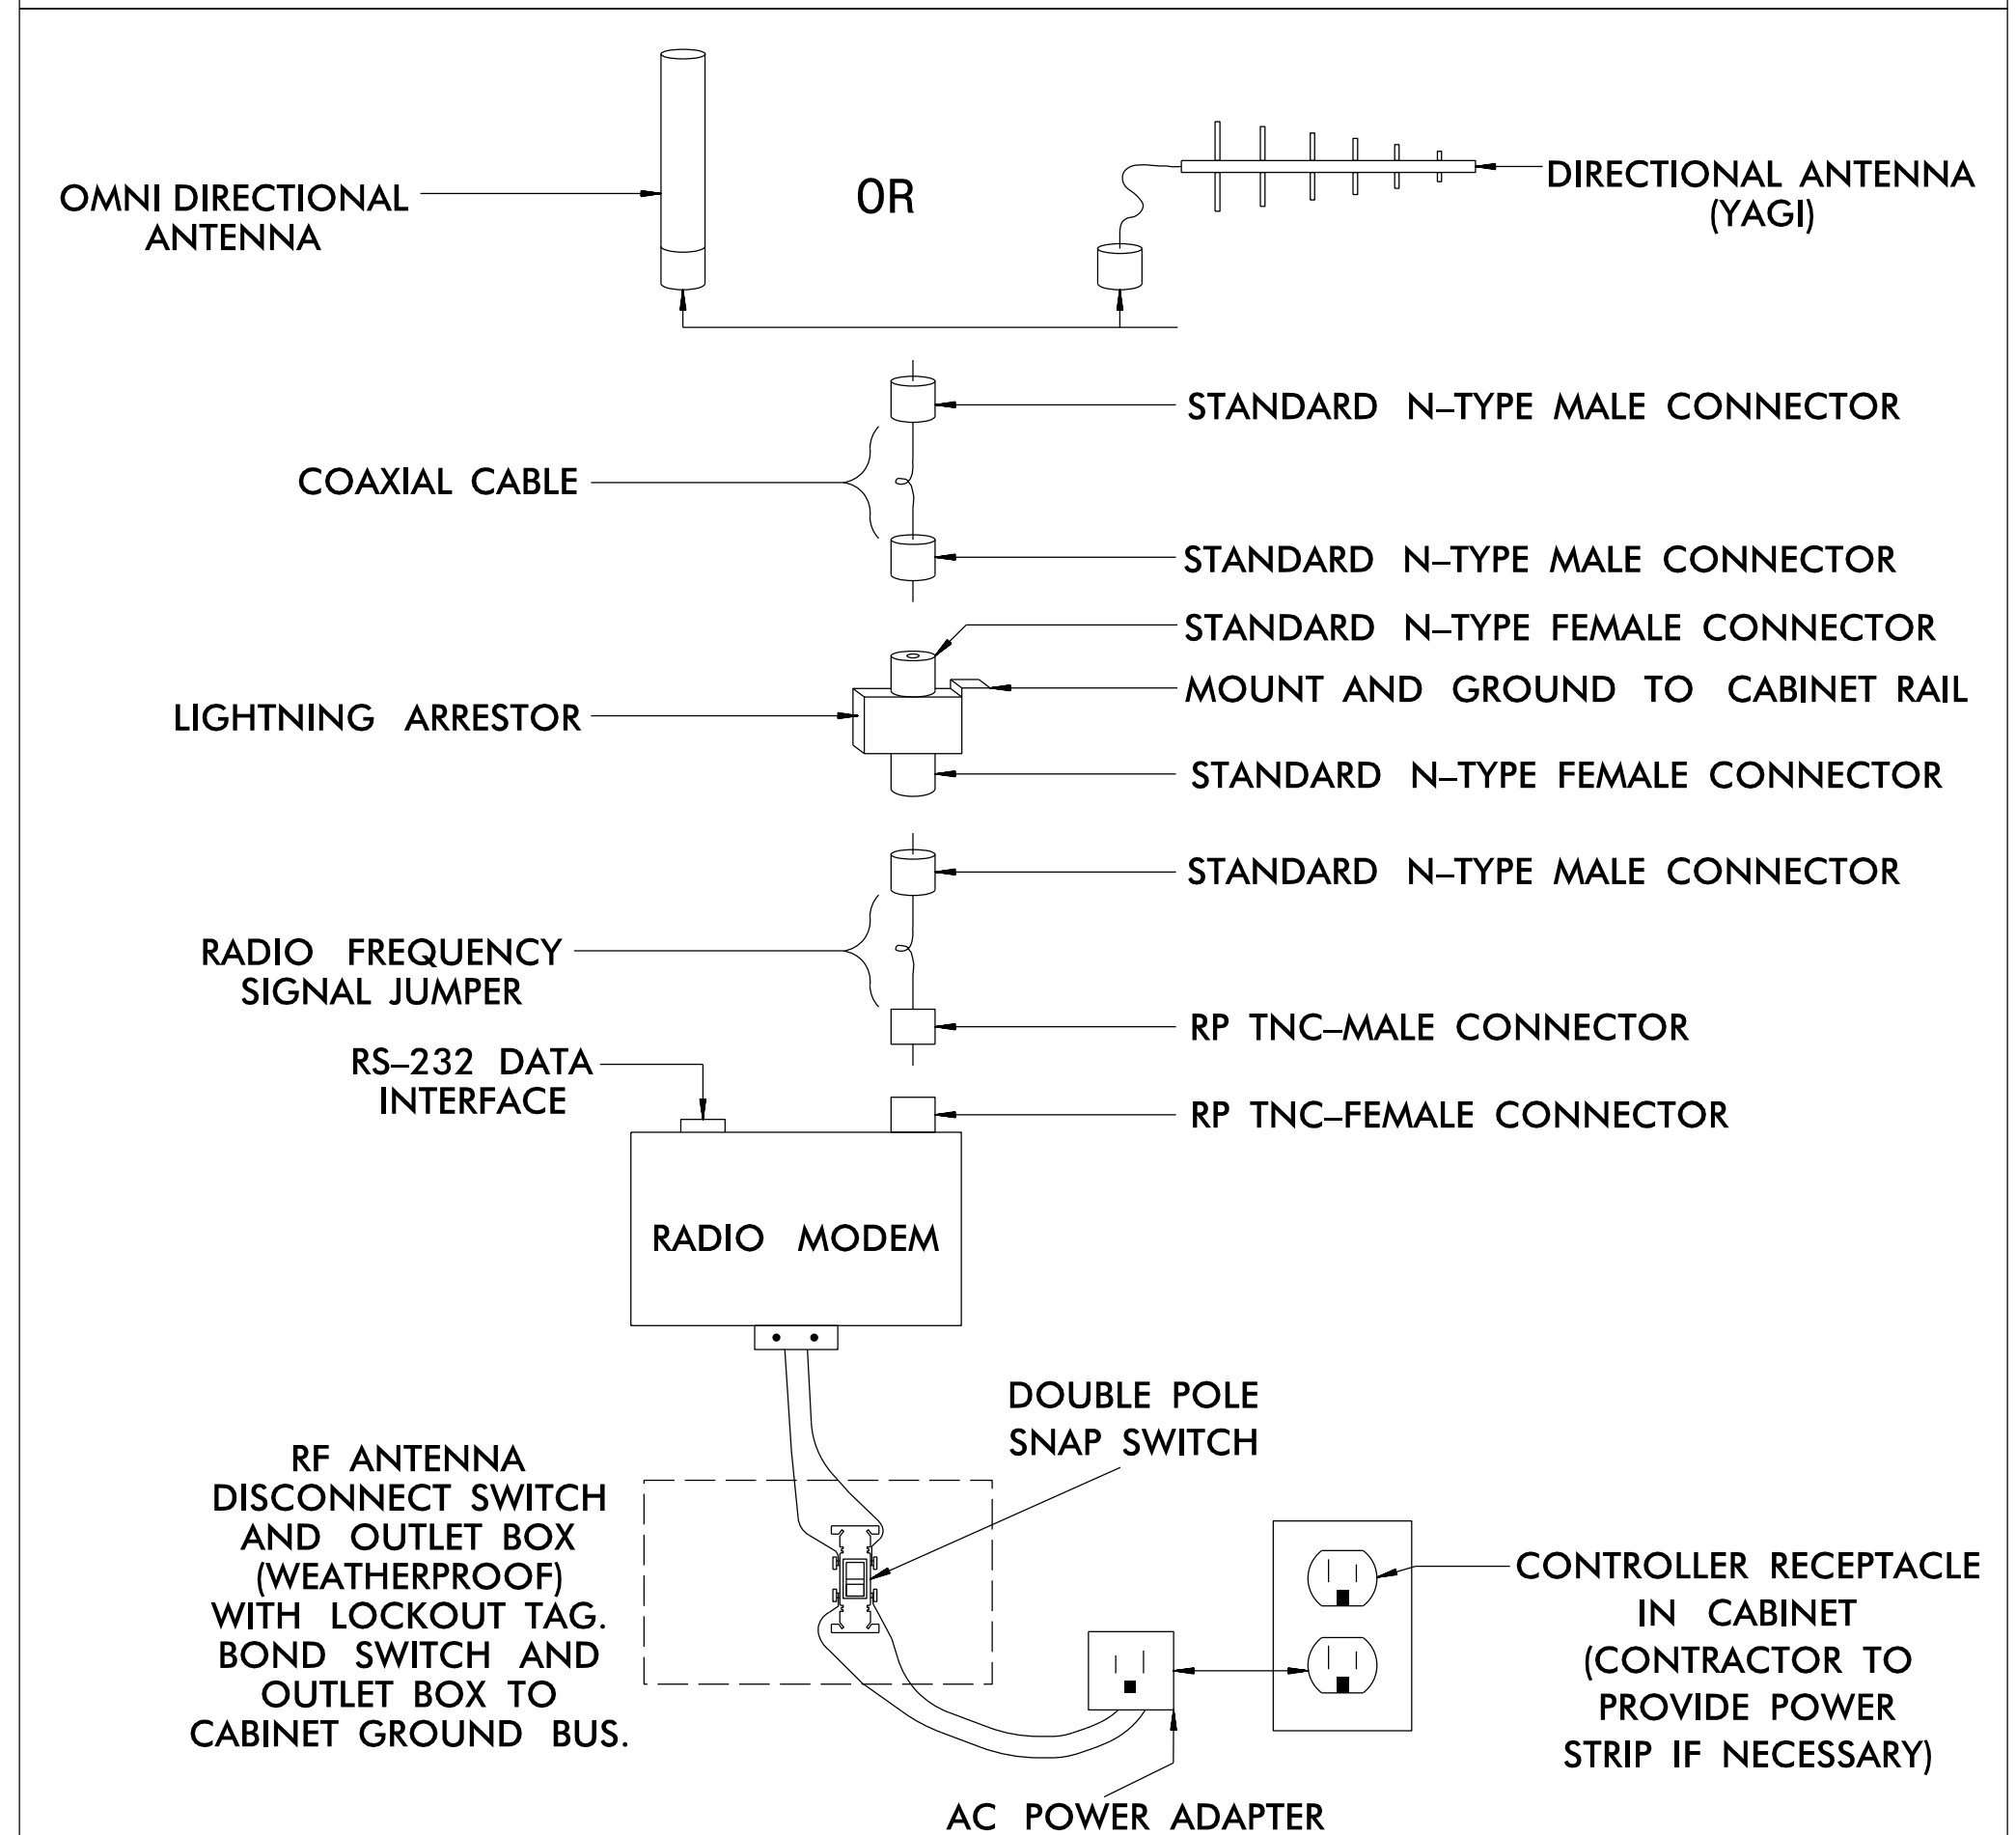 OMNI DIRECTIONAL
ANTENNA
OR
DIRECTIONAL ANTENNA
(YAGI)
STANDARD N–TYPE MALE CONNECTOR
COAXIAL CABLE
STANDARD N–TYPE MALE CONNECTOR
STANDARD N–TYPE FEMALE CONNECTOR
MOUNT AND GROUND TO CABINET RAIL
LIGHTNING ARRESTOR
STANDARD N–TYPE FEMALE CONNECTOR
STANDARD N–TYPE MALE CONNECTOR
RADIO FREQUENCY
SIGNAL JUMPER
RP TNC–MALE CONNECTOR
RS–232 DATA
INTERFACE
RP TNC–FEMALE CONNECTOR
RADIO MODEM
DOUBLE POLE
SNAP SWITCH
RF ANTENNA
DISCONNECT SWITCH
AND OUTLET BOX
(WEATHERPROOF)
WITH LOCKOUT TAG.
BOND SWITCH AND
OUTLET BOX TO
CABINET GROUND BUS.
CONTROLLER RECEPTACLE
IN CABINET
(CONTRACTOR TO
PROVIDE POWER
STRIP IF NECESSARY)
AC POWER ADAPTER